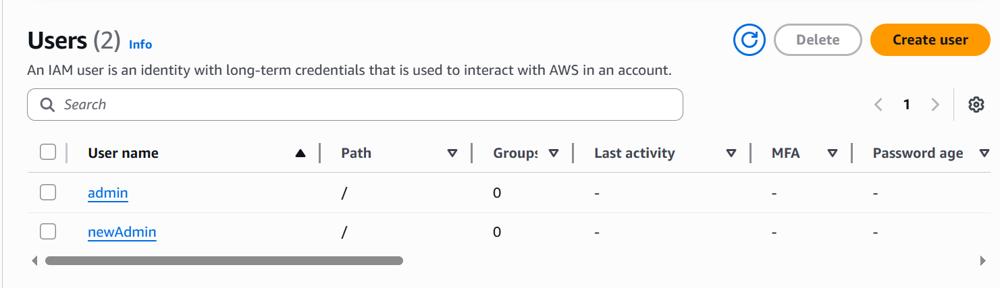 Users (2) Info
Delete
Create user
An IAM user is an identity with long-term credentials that is used to interact with AWS in an account.
Search
1
User name Path Groups Last activity MFA Password age
admin / 0 - - -
newAdmin / 0 - - -